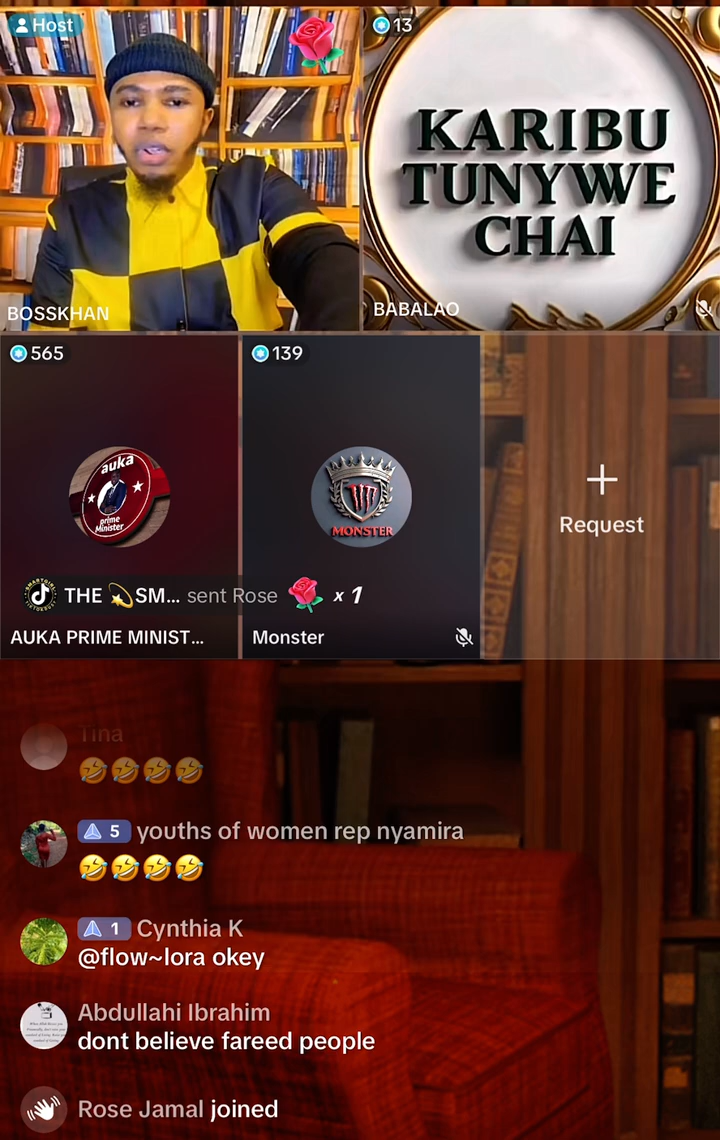 Host
13
KARIBU
TUNYWE
CHAI
BOSSKHAN
BABALAO
565
139
auka
prime
Minister
MONSTER
Request
THE 💫SM... sent Rose x 1
AUKA PRIME MINIST...
Monster
Tina
🤣🤣🤣🤣
5 youths of women rep nyamira
🤣🤣🤣🤣
1 Cynthia K
@flow~lora okey
Abdullahi Ibrahim
dont believe fareed people
Rose Jamal joined